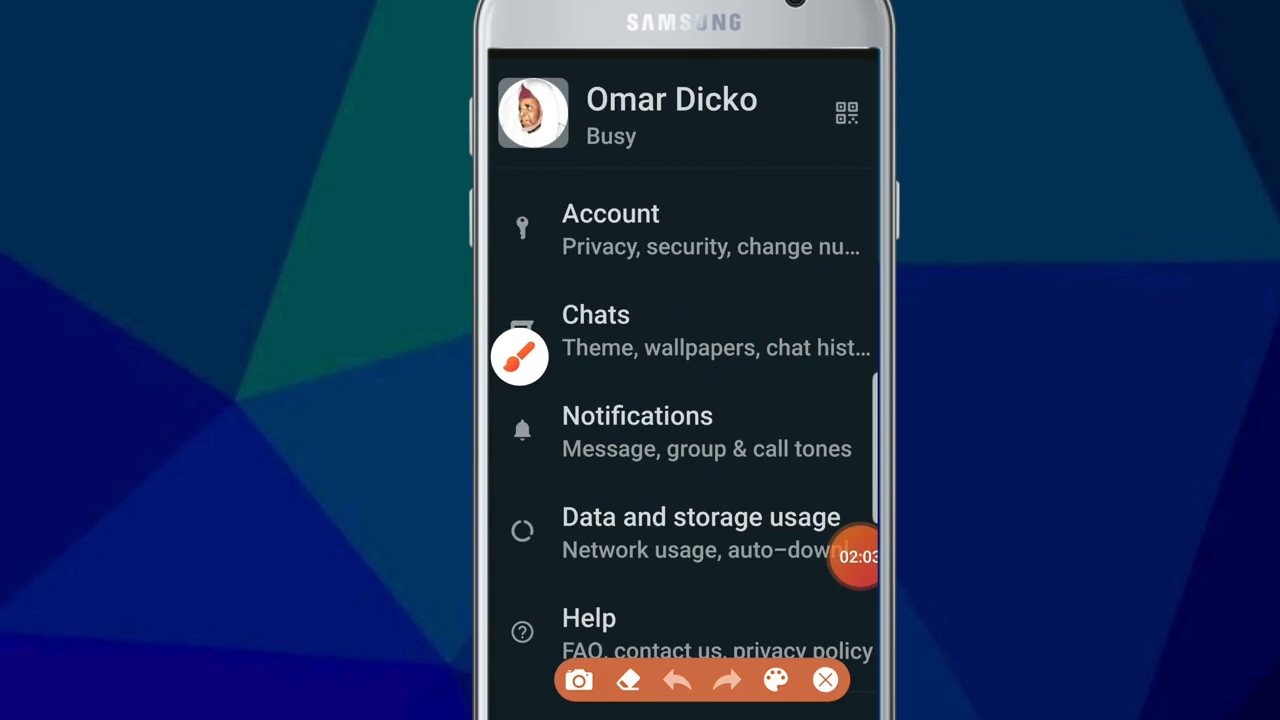 SAMSUNG
Omar Dicko
Busy
Account
Privacy, security, change nu...
Chats
Theme, wallpapers, chat hist...
Notifications
Message, group & call tones
Data and storage usage
Network usage, auto-downl
02:03
Help
FAQ, contact us, privacy policy